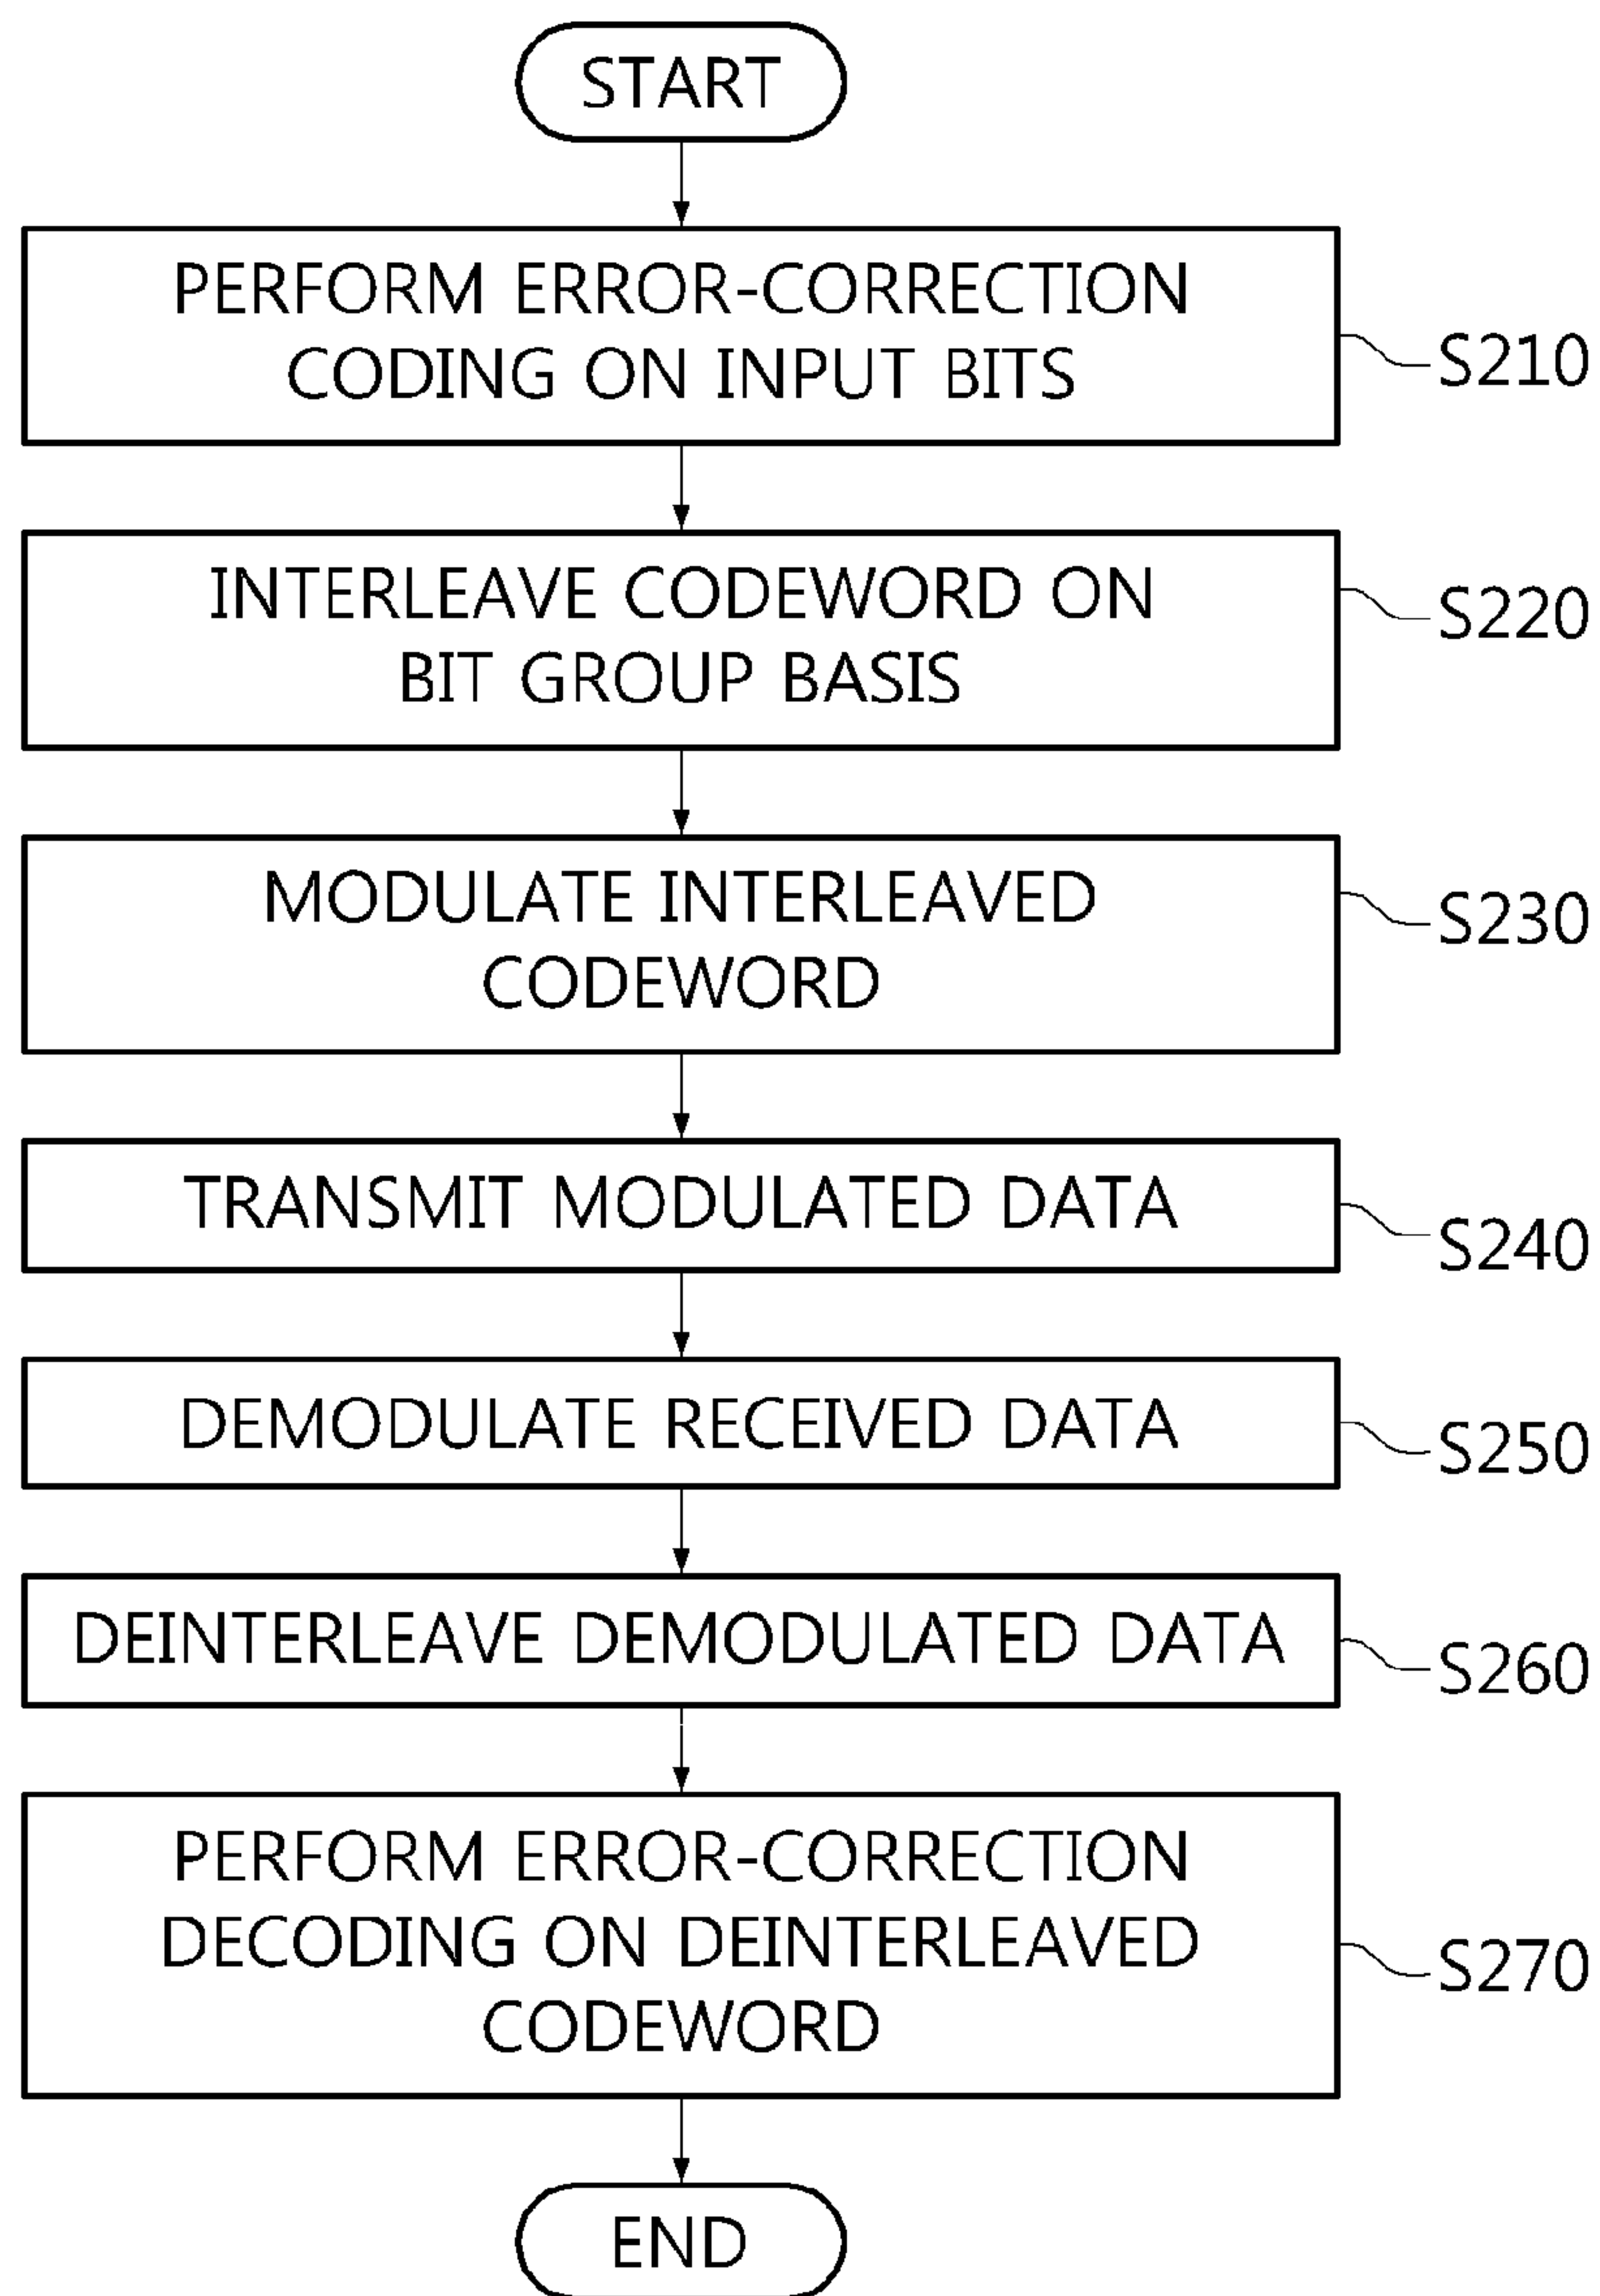 START
PERFORM ERROR-CORRECTION
CODING ON INPUT BITS
S210
INTERLEAVE CODEWORD ON
BIT GROUP BASIS
S220
MODULATE INTERLEAVED
CODEWORD
S230
TRANSMIT MODULATED DATA
S240
DEMODULATE RECEIVED DATA
S250
DEINTERLEAVE DEMODULATED DATA
S260
PERFORM ERROR-CORRECTION
DECODING ON DEINTERLEAVED
CODEWORD
S270
END